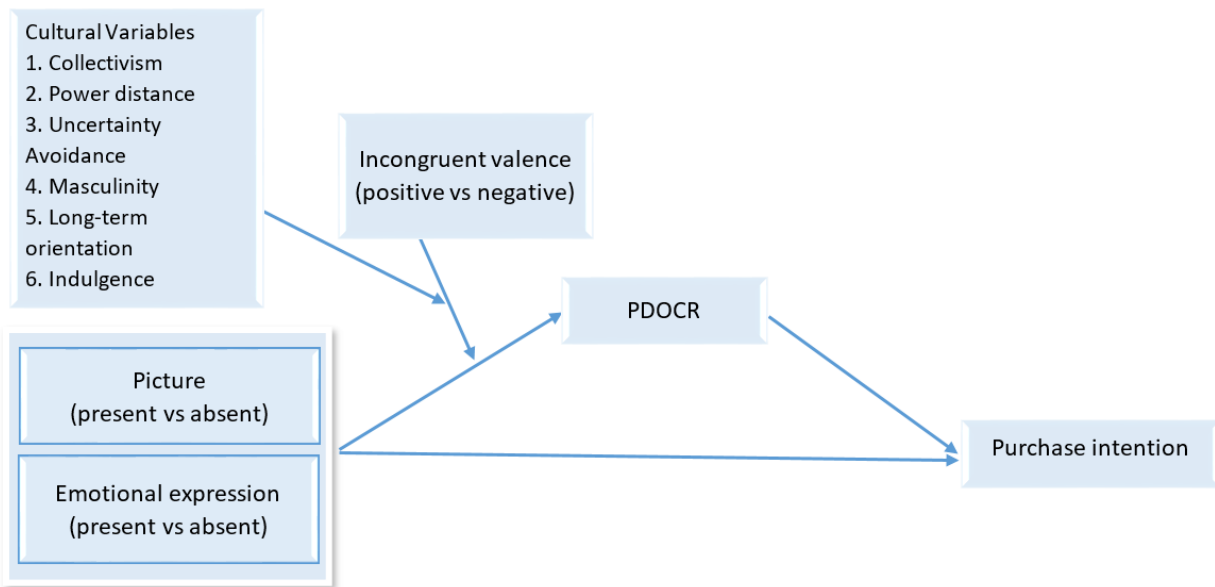 Cultural Variables
1. Collectivism
2. Power distance
3. Uncertainty
Avoidance
4. Masculinity
5. Long-term
orientation
6. Indulgence
Incongruent valence
(positive vs negative)
PDOCR
Picture
(present vs absent)
Emotional expression
(present vs absent)
Purchase intention